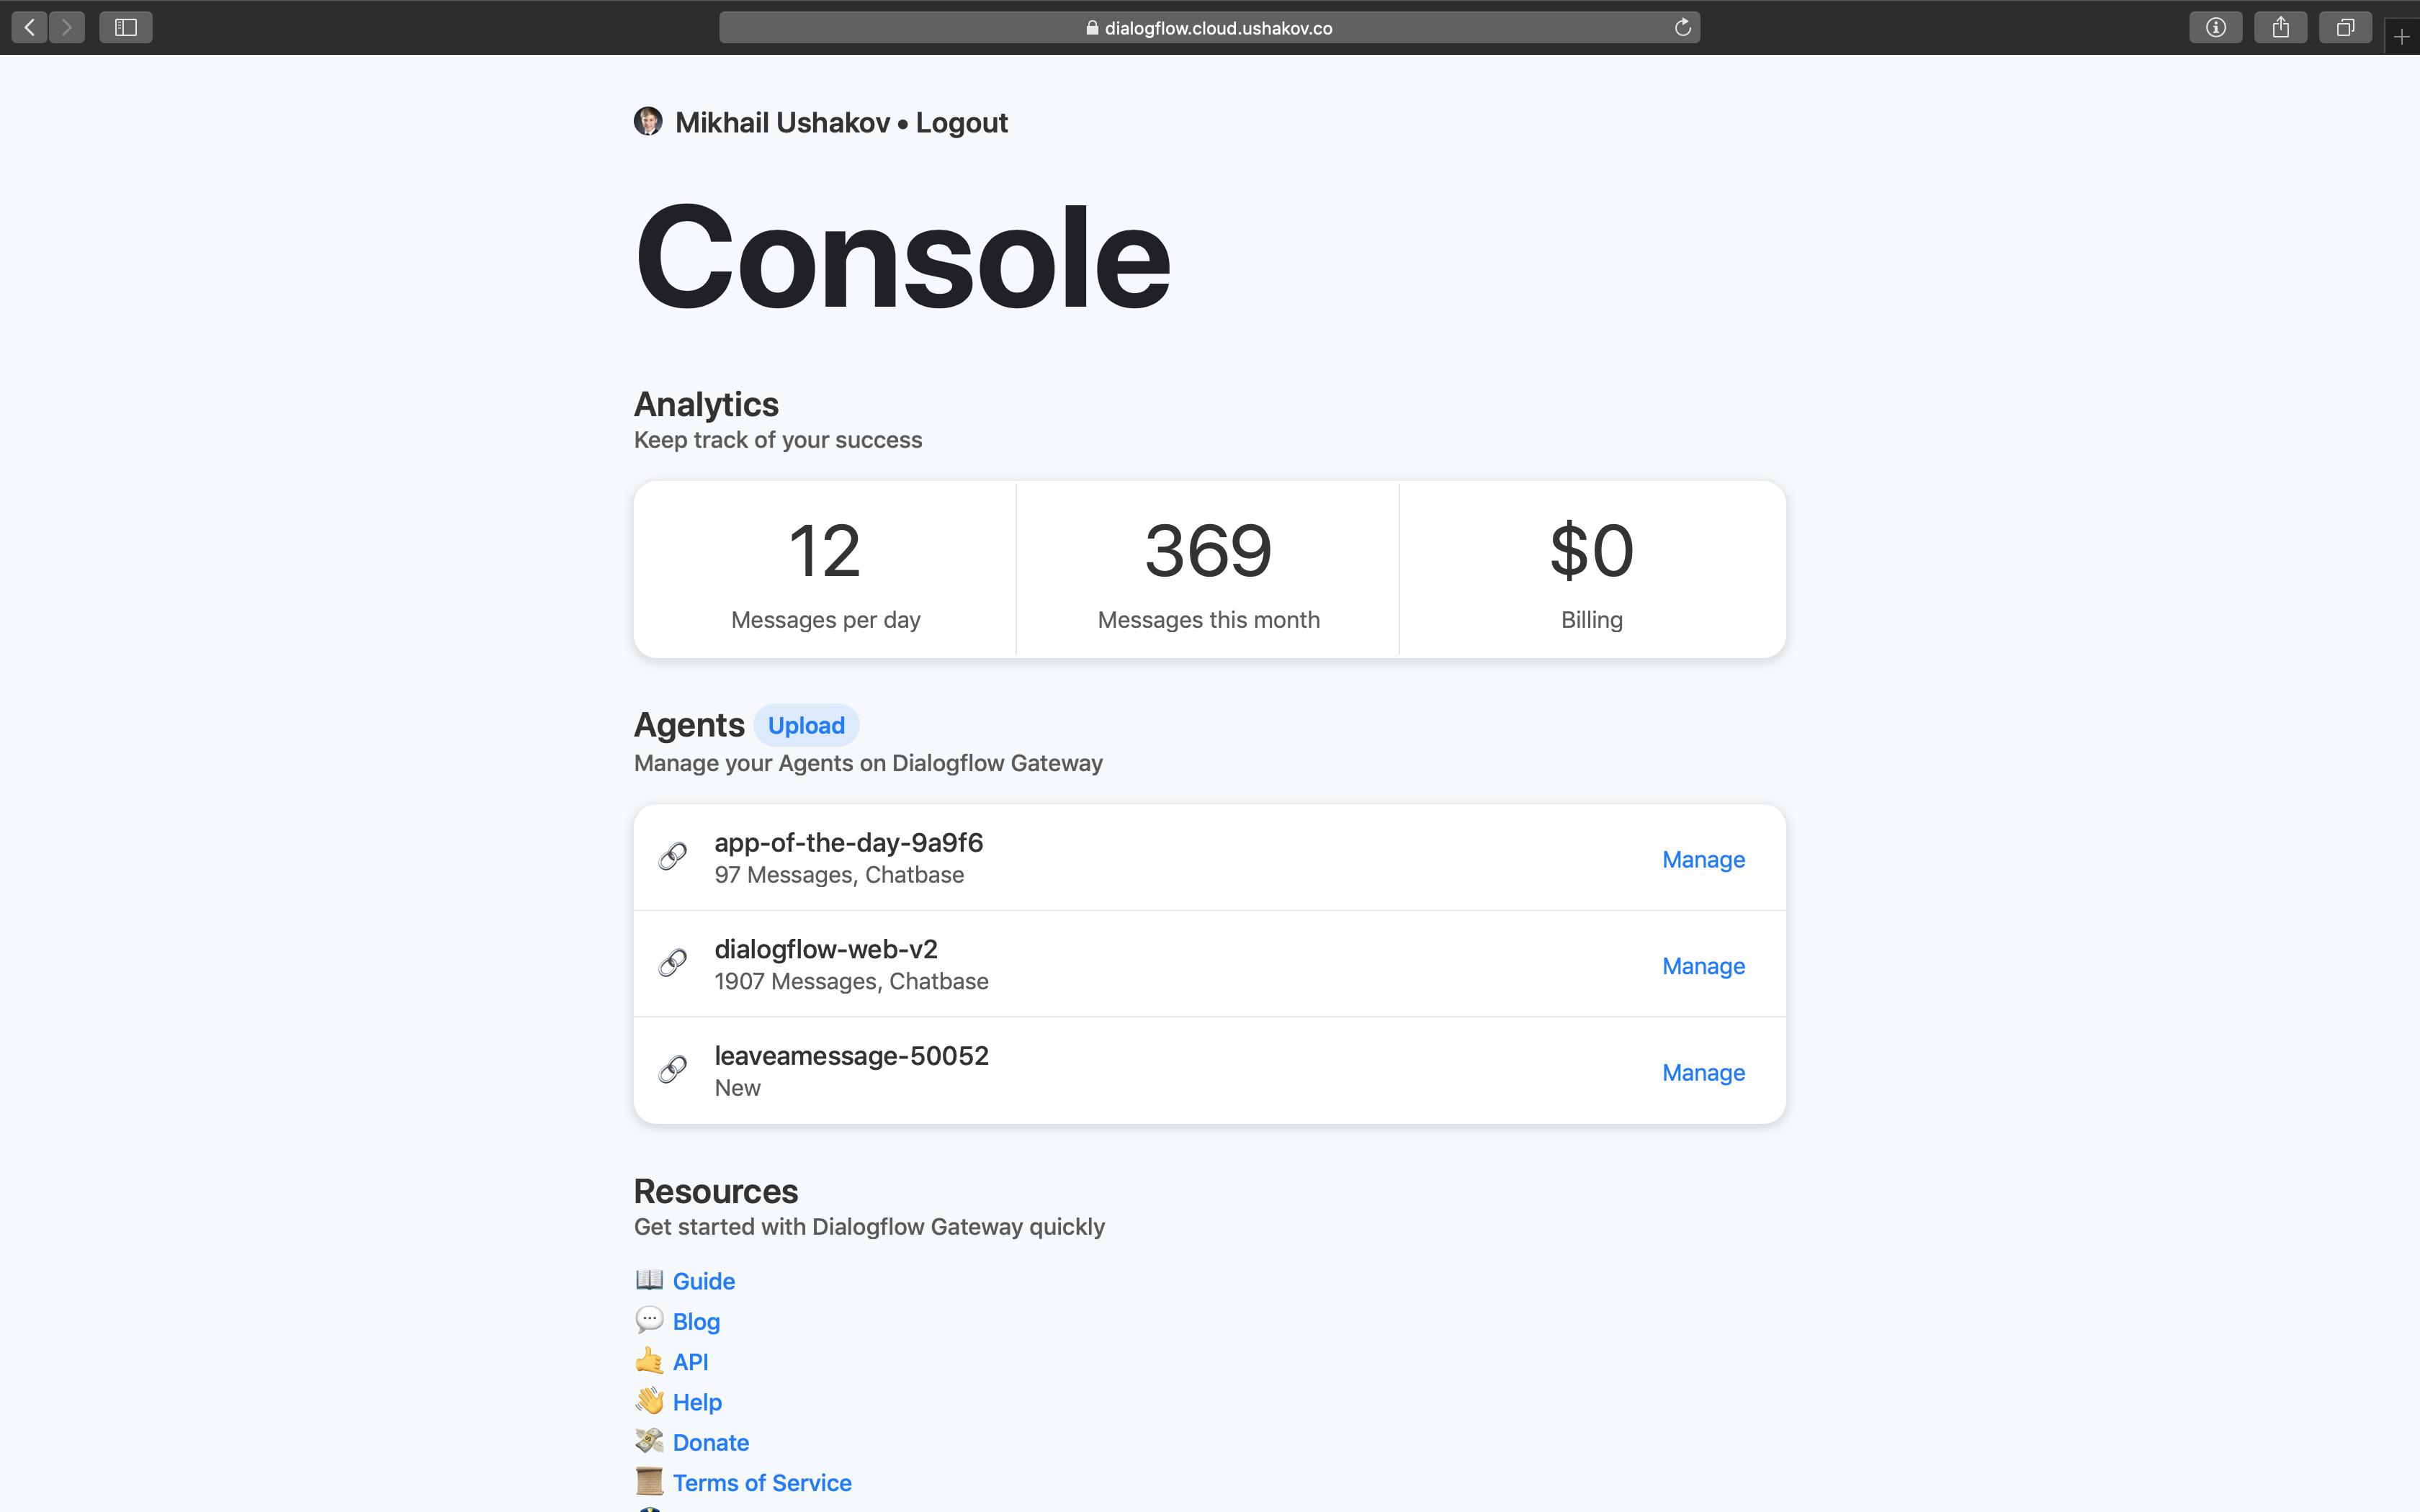 dialogflow.cloud.ushakov.co
Mikhail Ushakov • Logout
Console
Analytics
Keep track of your success
12
Messages per day
369
Messages this month
$0
Billing
Agents Upload
Manage your Agents on Dialogflow Gateway
app-of-the-day-9a9f6
97 Messages, Chatbase
Manage
dialogflow-web-v2
1907 Messages, Chatbase
Manage
leaveamessage-50052
New
Manage
Resources
Get started with Dialogflow Gateway quickly
Guide
Blog
API
Help
Donate
Terms of Service